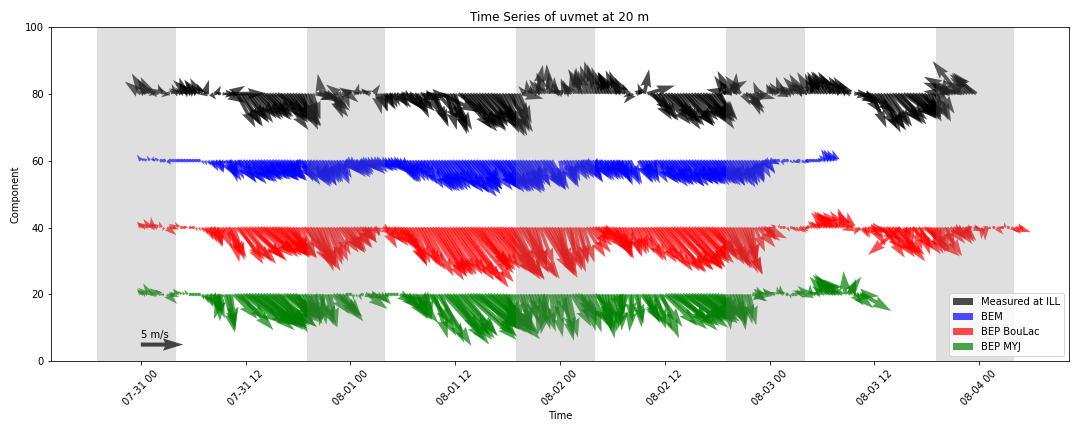 Time Series of uvmet at 20 m
Component
100
80
60
40
20
0
5 m/s
Measured at ILL
BEM
BEP BouLac
BEP MYJ
07-31 00
07-31 12
08-01 00
08-01 12
08-02 00
08-02 12
08-03 00
08-03 12
08-04 00
Time